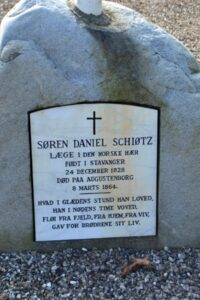 SØREN DANIEL SCHIØTZ
LÆGE I DEN NORSKE HÆR
FØDT I STAVANGER
24 DECEMBER 1828
DØD PAA AUGUSTENBORG
8 MARTS 1864.
HVAD I GLÆDENS STUND HAN LOVED,
HAN I NØDENS TIME VOVED,
FLØI FRA FJELD, FRA HJEM, FRA VIV,
GAV FOR BRØDRENE SIT LIV.